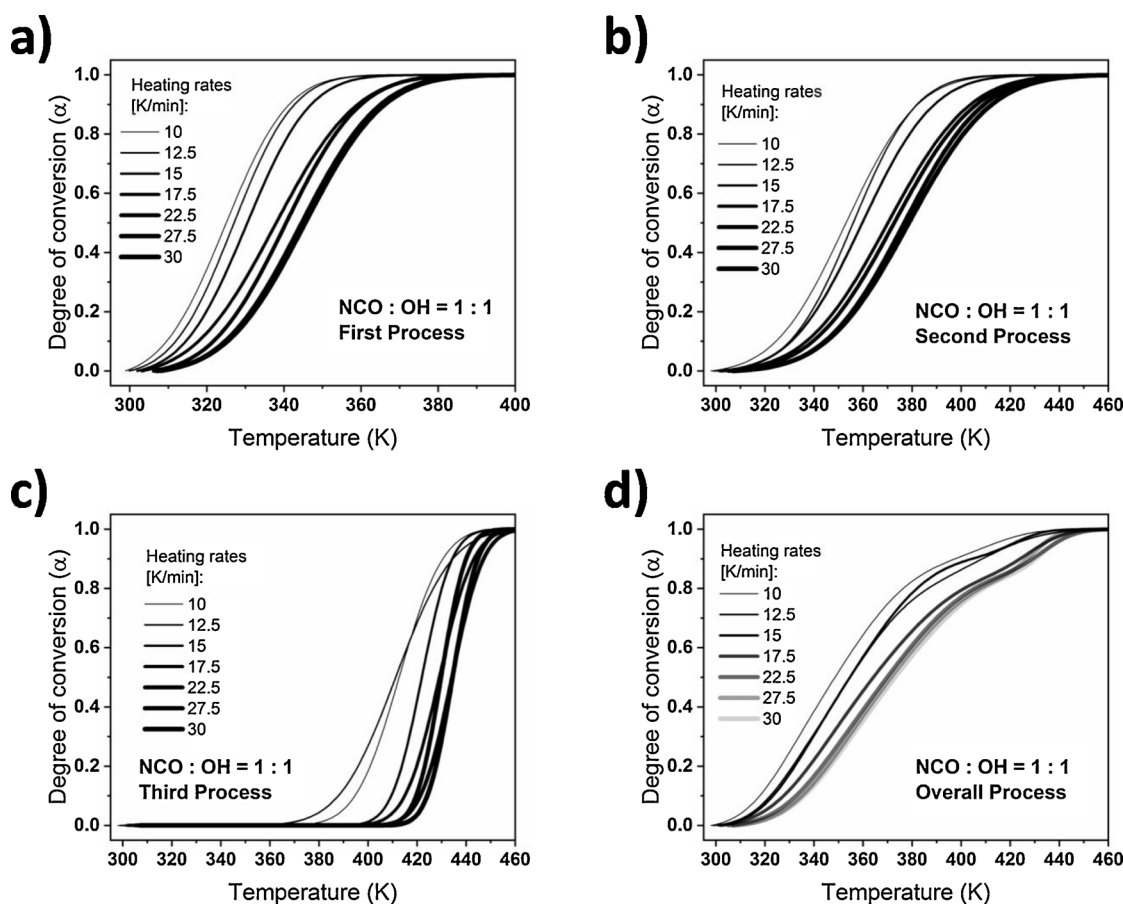 a)
Degree of conversion (α)
1.0
0.8
0.6
0.4
0.2
0.0
Heating rates
[K/min]:
10
12.5
15
17.5
22.5
27.5
30
NCO : OH = 1 : 1
First Process
300 320 340 360 380 400
Temperature (K)
b)
Degree of conversion (α)
1.0
0.8
0.6
0.4
0.2
0.0
Heating rates
[K/min]:
10
12.5
15
17.5
22.5
27.5
30
NCO : OH = 1 : 1
Second Process
300 320 340 360 380 400 420 440 460
Temperature (K)
c)
Degree of conversion (α)
1.0
0.8
0.6
0.4
0.2
0.0
Heating rates
[K/min]:
10
12.5
15
17.5
22.5
27.5
30
NCO : OH = 1 : 1
Third Process
300 320 340 360 380 400 420 440 460
Temperature (K)
d)
Degree of conversion (α)
1.0
0.8
0.6
0.4
0.2
0.0
Heating rates
[K/min]:
10
12.5
15
17.5
22.5
27.5
30
NCO : OH = 1 : 1
Overall Process
300 320 340 360 380 400 420 440 460
Temperature (K)